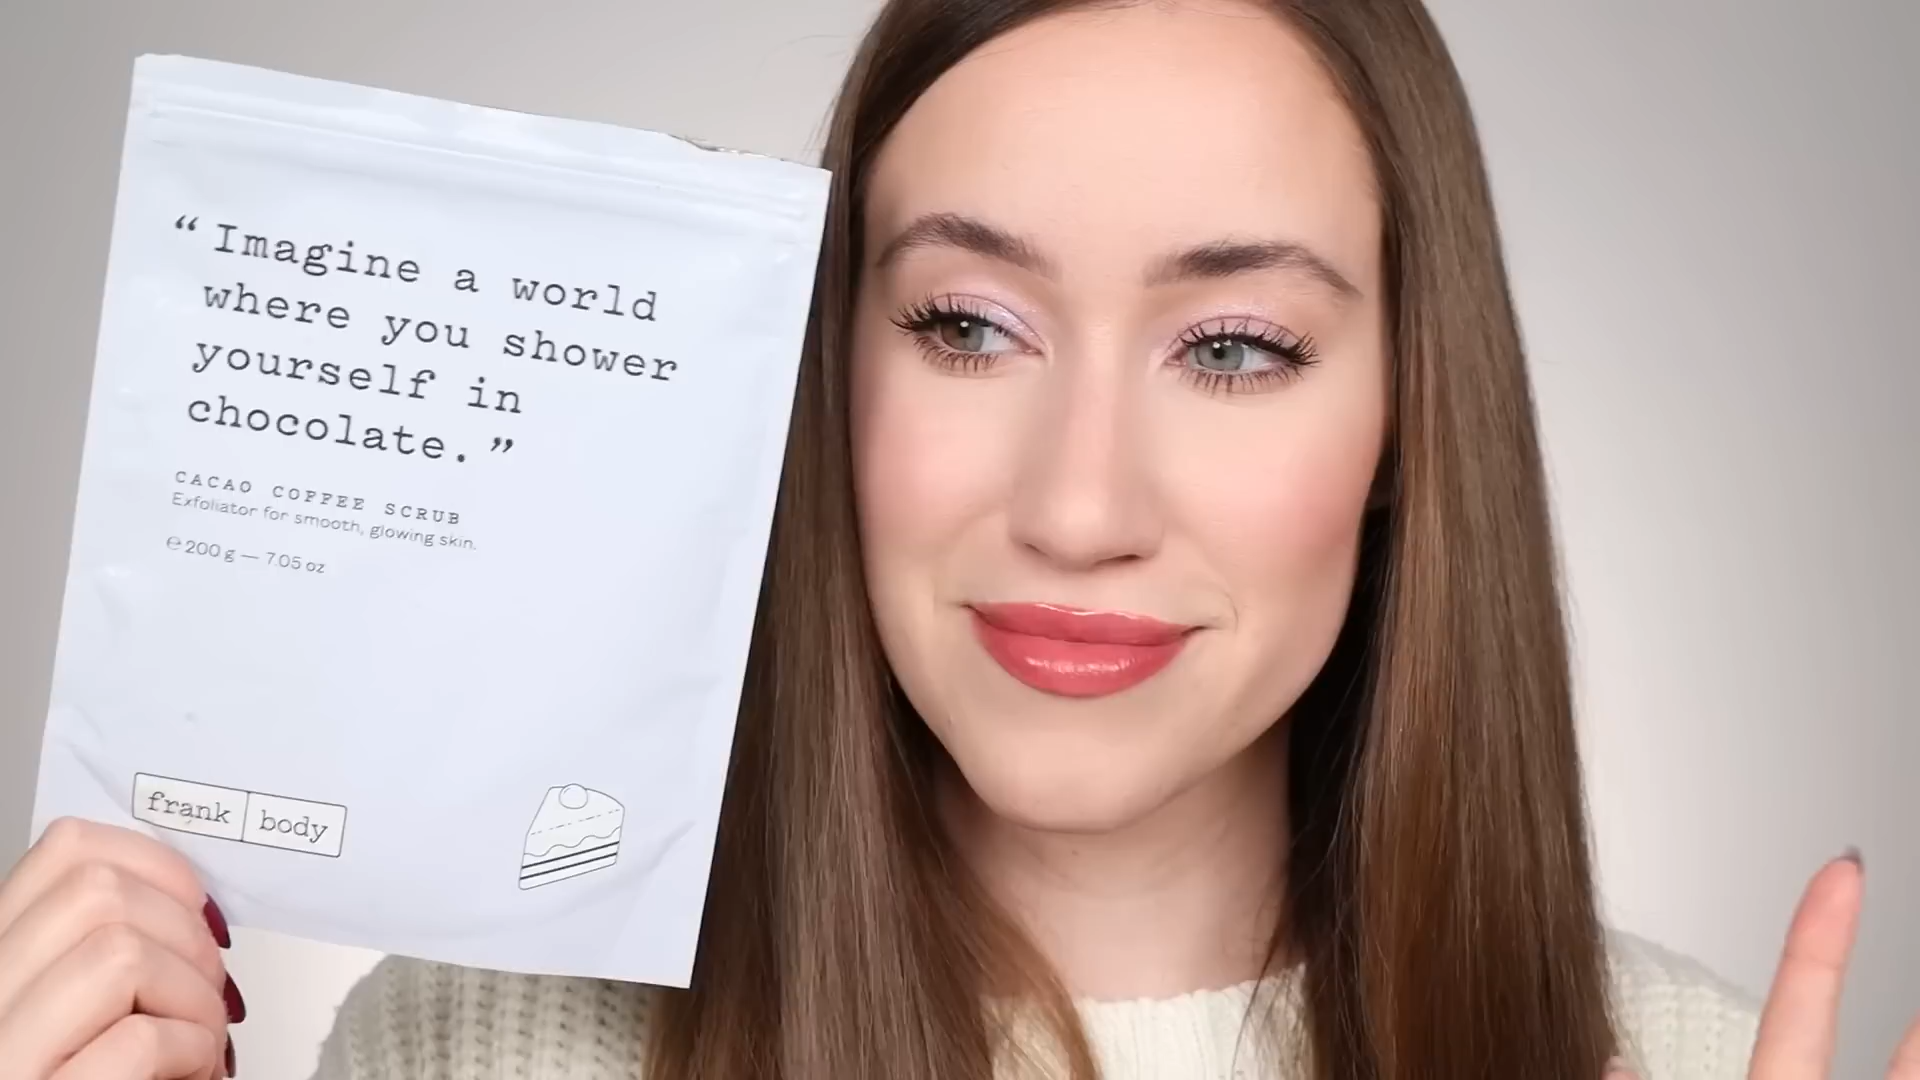 “Imagine a world
where you shower
yourself in
chocolate.”
CACAO COFFEE SCRUB
Exfoliator for smooth, glowing skin.
℮ 200 g — 7.05 oz
frank body